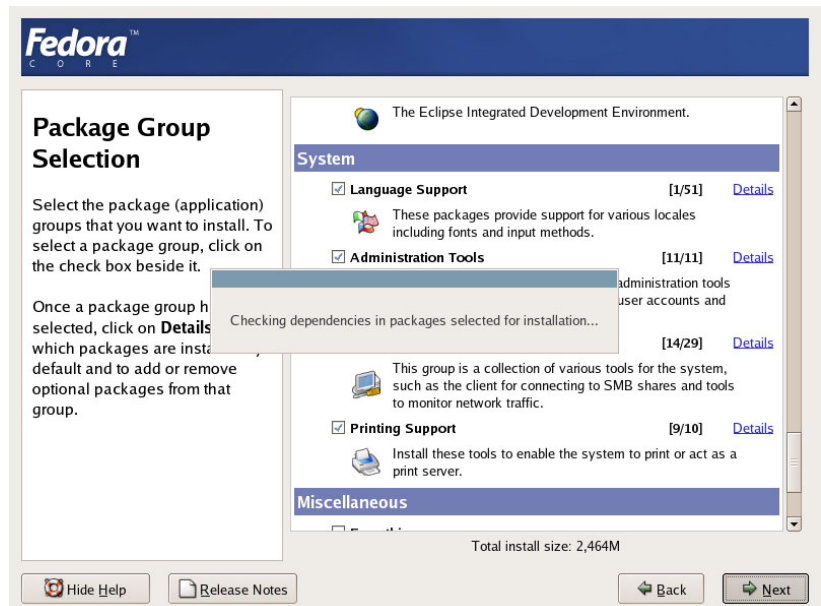 Fedora™
CORE
Package Group
Selection
Select the package (application)
groups that you want to install. To
select a package group, click on
the check box beside it.
Once a package group h
selected, click on Details
which packages are insta
default and to add or remove
optional packages from that
group.
The Eclipse Integrated Development Environment.
System
Language Support [1/51] Details
These packages provide support for various locales
including fonts and input methods.
Administration Tools [11/11] Details
administration tools
user accounts and
Checking dependencies in packages selected for installation...
[14/29] Details
This group is a collection of various tools for the system,
such as the client for connecting to SMB shares and tools
to monitor network traffic.
Printing Support [9/10] Details
Install these tools to enable the system to print or act as a
print server.
Miscellaneous
Total install size: 2,464M
Hide Help
Release Notes
Back
Next